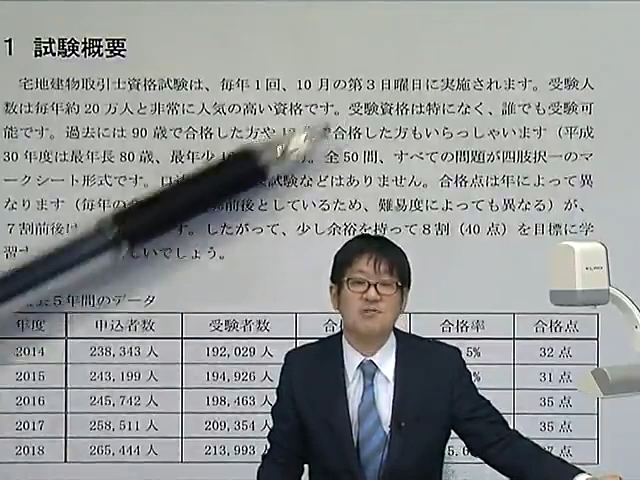 1 試験概要
宅地建物取引士資格試験は、毎年1回、10月の第3日曜日に実施されます。受験人
数は毎年約20万人と非常に人気の高い資格です。受験資格は特になく、誰でも受験可
能です。過去には90歳で合格した方や 合格した方もいらっしゃいます（平成
30年度は最年長80歳、最年少 。全50問、すべての問題が四肢択一のマ
ークシート形式です。 試験などはありません。合格点は年によって異
なります（毎年の 前後としているため、難易度によっても異なる）が、
7割前後 す。したがって、少し余裕を持って8割（40点）を目標に学
習 いいでしょう。
5年間のデータ
年度 申込者数 受験者数 合 合格率 合格点
2014 238,343人 192,029人 5% 32点
2015 243,199人 194,926人 % 31点
2016 245,742人 198,463人 35点
2017 258,511人 209,354人 35点
2018 265,444人 213,993人 点